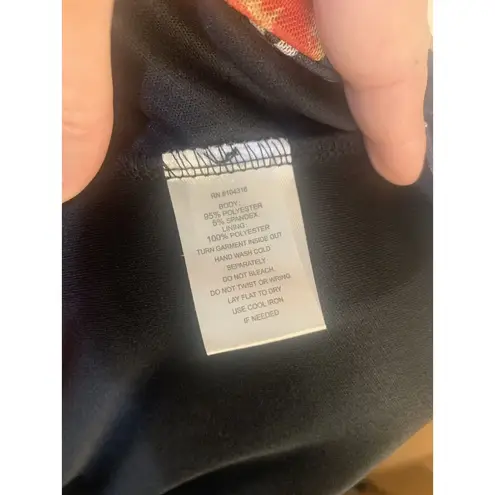 RN 9104318
BODY:
95% POLYESTER
5% SPANDEX
LINING:
100% POLYESTER
TURN GARMENT INSIDE OUT
HAND WASH COLD
SEPARATELY
DO NOT BLEACH.
DO NOT TWIST OR WRING.
LAY FLAT TO DRY
USE COOL IRON
IF NEEDED